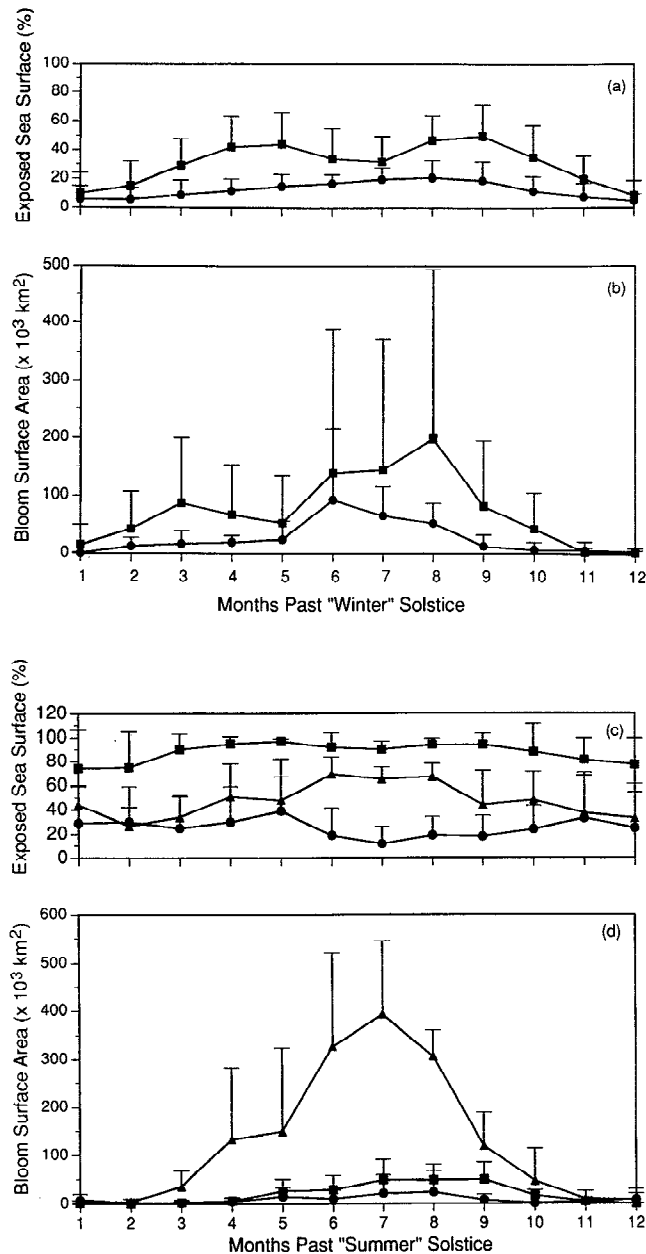 Exposed Sea Surface (%)
100
80
60
40
20
0
(a)
Bloom Surface Area (x 10³ km²)
500
400
300
200
100
0
(b)
1 2 3 4 5 6 7 8 9 10 11 12
Months Past "Winter" Solstice
Exposed Sea Surface (%)
120
100
80
60
40
20
0
(c)
Bloom Surface Area (x 10³ km²)
600
500
400
300
200
100
0
(d)
1 2 3 4 5 6 7 8 9 10 11 12
Months Past "Summer" Solstice